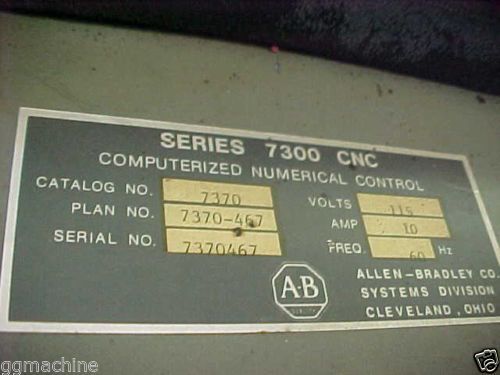 SERIES 7300 CNC
COMPUTERIZED NUMERICAL CONTROL
CATALOG NO. 7370
PLAN NO. 7370-467
SERIAL NO. 7370467
VOLTS 115
AMP 10
FREQ. 60 Hz
A-B
ALLEN-BRADLEY CO.
SYSTEMS DIVISION
CLEVELAND, OHIO
ggmachine